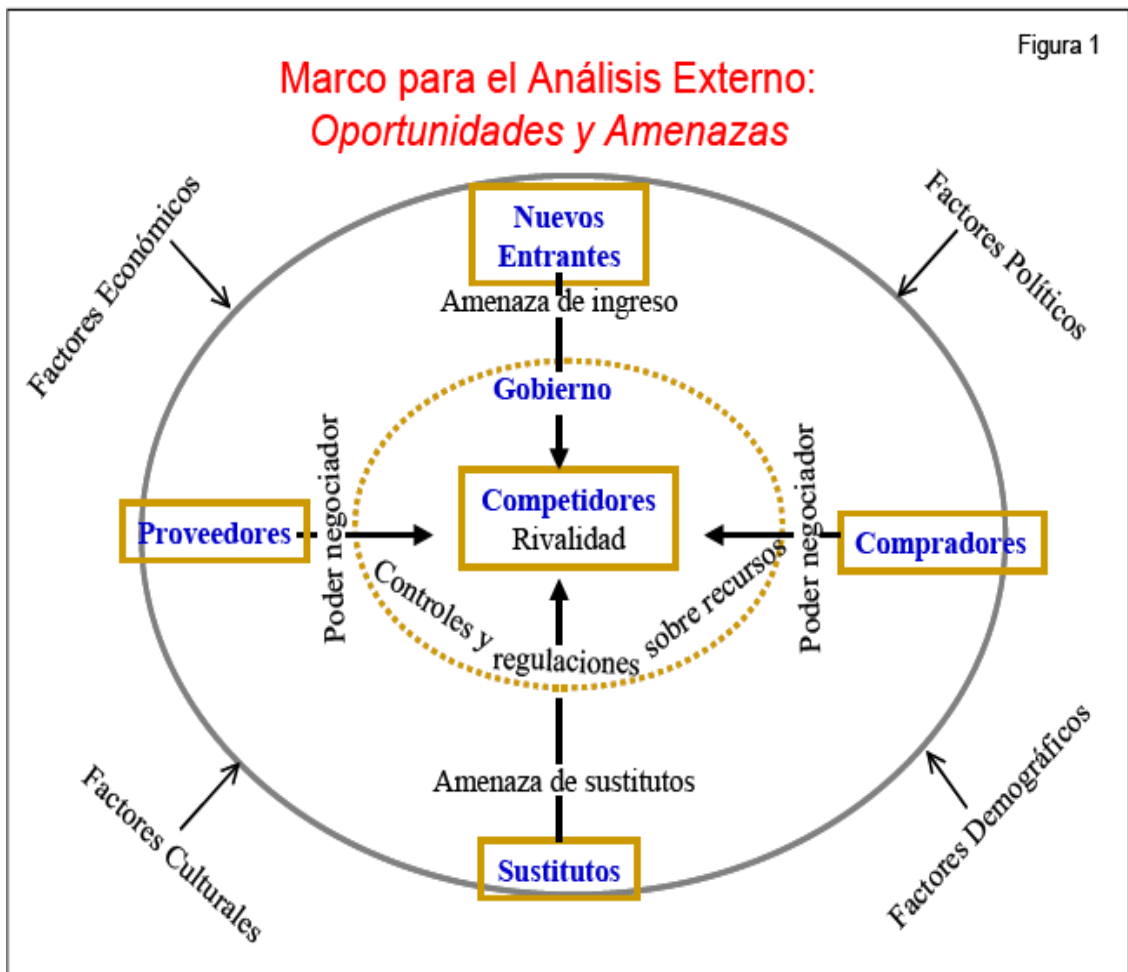 Figura 1
Marco para el Análisis Externo:
Oportunidades y Amenazas
Factores Económicos
Factores Políticos
Nuevos
Entrantes
Amenaza de ingreso
Gobierno
Poder negociador
Poder negociador
Competidores
Rivalidad
Proveedores
Compradores
Controles y
regulaciones
sobre recursos
Amenaza de sustitutos
Sustitutos
Factores Culturales
Factores Demográficos